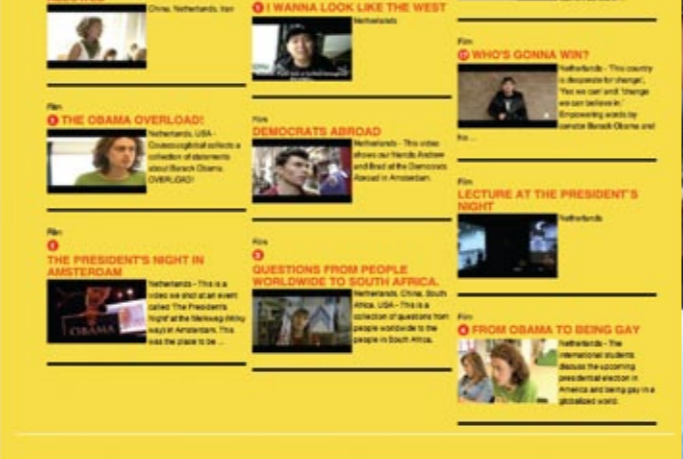 China, Netherlands, Iran
Film
THE OBAMA OVERLOAD!
Netherlands, USA -
collects a
collection of statements
about Barack Obama.
OVERLOAD!
Film
1
THE PRESIDENT'S NIGHT IN
AMSTERDAM
Netherlands - This is a
video we shot at an event
called 'The President's
Night' at the Melkweg (Milky
way) in Amsterdam. This
was the place to be ...
OBAMA
I WANNA LOOK LIKE THE WEST
Netherlands
Film
DEMOCRATS ABROAD
Netherlands - This video
shows our friends Andrew
and Brad at the Democrats
Abroad in Amsterdam.
Film
QUESTIONS FROM PEOPLE
WORLDWIDE TO SOUTH AFRICA.
Netherlands, China, South
Africa, USA - This is a
collection of questions from
people worldwide to the
people in South Africa.
Film
WHO'S GONNA WIN?
Netherlands - 'This country
is desperate for change',
'Yes we can' and 'change
we can believe in.'
Empowering words by
senator Barack Obama and
his ...
Film
LECTURE AT THE PRESIDENT'S
NIGHT
Netherlands
Film
FROM OBAMA TO BEING GAY
Netherlands - The
international students
discuss the upcoming
presidential election in
America and being gay in a
globalized world.